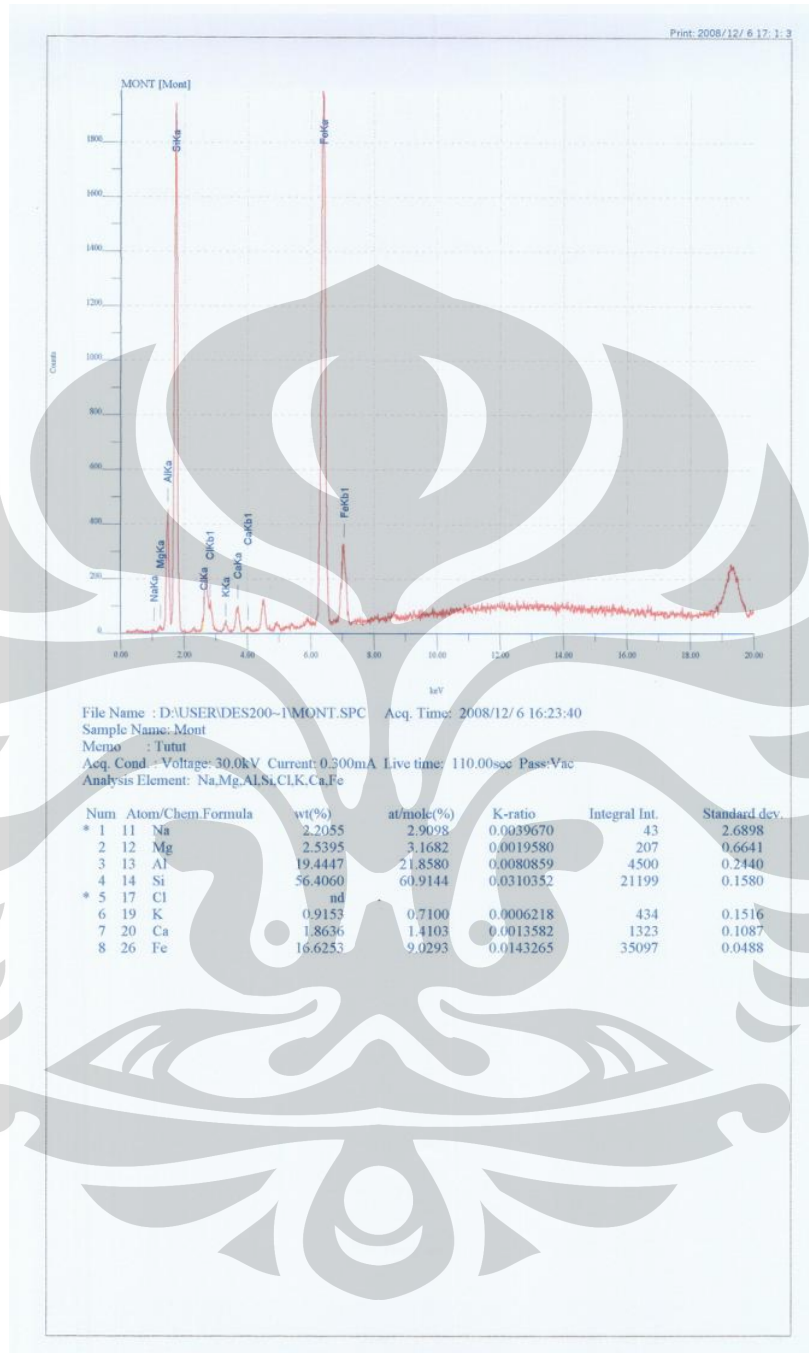 Print: 2008/12/ 6 17: 1: 3
MONT [Mont]
1800
1600
1400
1200
1000
800
600
400
200
0
Counts
NaKa
MgKa
AlKa
SiKa
ClKa
ClKb1
KKa
CaKa
CaKb1
FeKa
FeKb1
0.00 2.00 4.00 6.00 8.00 10.00 12.00 14.00 16.00 18.00 20.00
keV
File Name : D:\USER\DES200~1\MONT.SPC Acq. Time: 2008/12/ 6 16:23:40
Sample Name: Mont
Memo : Tutut
Acq. Cond. : Voltage: 30.0kV Current: 0.300mA Live time: 110.00sec Pass:Vac
Analysis Element: Na,Mg,Al,Si,Cl,K,Ca,Fe
Num Atom/Chem.Formula wt(%) at/mole(%) K-ratio Integral Int. Standard dev.
* 1 11 Na 2.2055 2.9098 0.0039670 43 2.6898
2 12 Mg 2.5395 3.1682 0.0019580 207 0.6641
3 13 Al 19.4447 21.8580 0.0080859 4500 0.2440
4 14 Si 56.4060 60.9144 0.0310352 21199 0.1580
* 5 17 Cl nd
6 19 K 0.9153 0.7100 0.0006218 434 0.1516
7 20 Ca 1.8636 1.4103 0.0013582 1323 0.1087
8 26 Fe 16.6253 9.0293 0.0143265 35097 0.0488